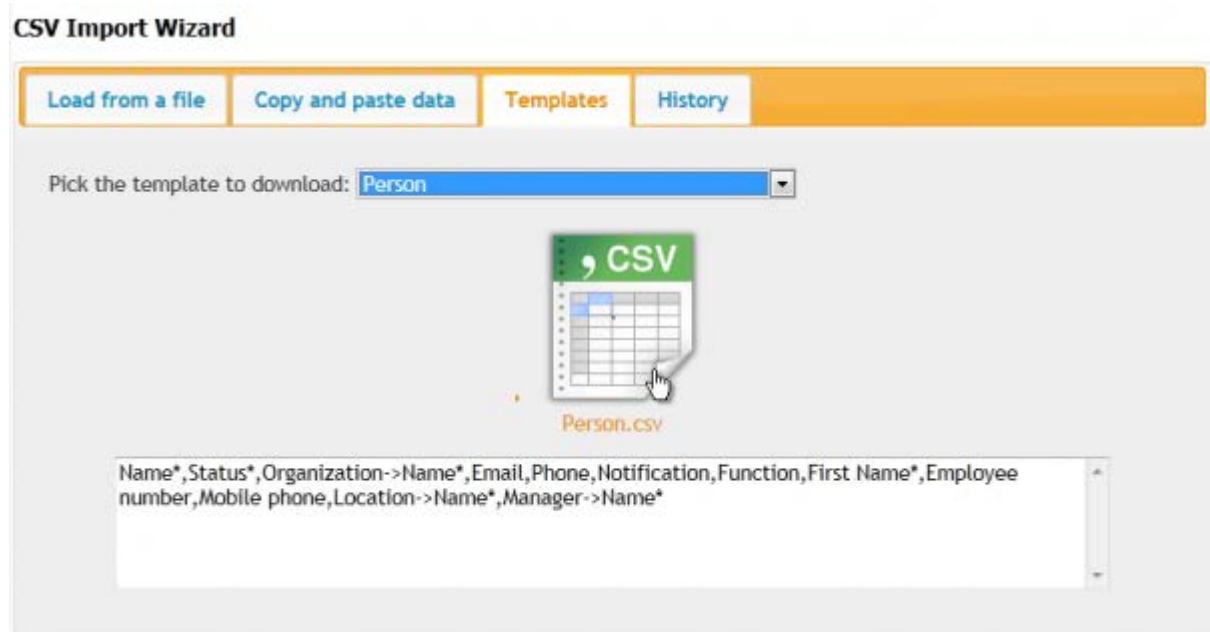 CSV Import Wizard
Load from a file Copy and paste data Templates History
Pick the template to download: Person
, CSV
Person.csv
Name*,Status*,Organization->Name*,Email,Phone,Notification,Function,First Name*,Employee
number,Mobile phone,Location->Name*,Manager->Name*